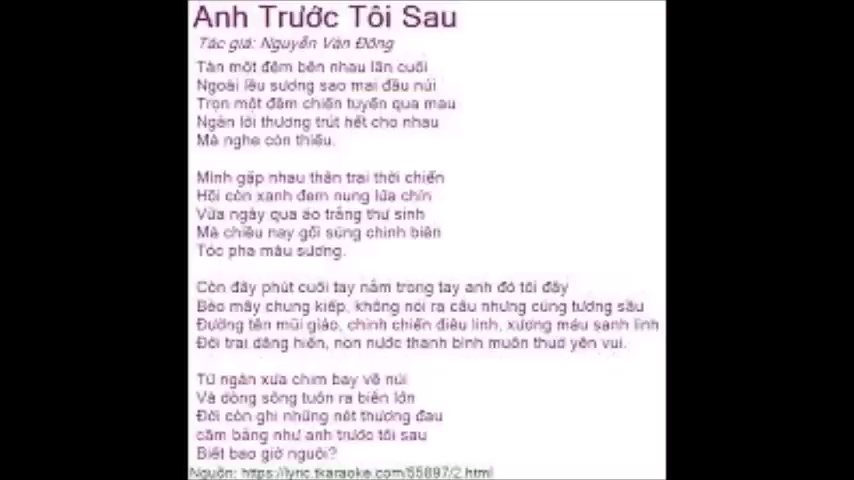 Anh Trước Tôi Sau
Tác giả: Nguyễn Văn Đông
Tàn một đêm bên nhau lần cuối
Ngoài lều sương sao mai đầu núi
Trọn một đêm chiến tuyến qua mau
Ngàn lời thương trút hết cho nhau
Mà nghe còn thiếu.
Mình gặp nhau thân trai thời chiến
Hồi còn xanh đem nung lửa chín
Vừa ngày qua áo trắng thư sinh
Mà chiều nay gối súng chinh biên
Tóc pha màu sương.
Còn đây phút cuối tay nằm trong tay anh đó tôi đây
Bèo mây chung kiếp, không nói ra câu nhưng cùng tương sầu
Đường tên mũi giáo, chinh chiến điêu linh, xương máu sanh linh
Đời trai dâng hiến, non nước thanh bình muôn thuở yên vui.
Từ ngàn xưa chim bay về núi
Và dòng sông tuôn ra biển lớn
Đời còn ghi những nét thương đau
căm bằng như anh trước tôi sau
Biết bao giờ nguôi?
Nguồn: https://lyric.tkaraoke.com/55897/2.html